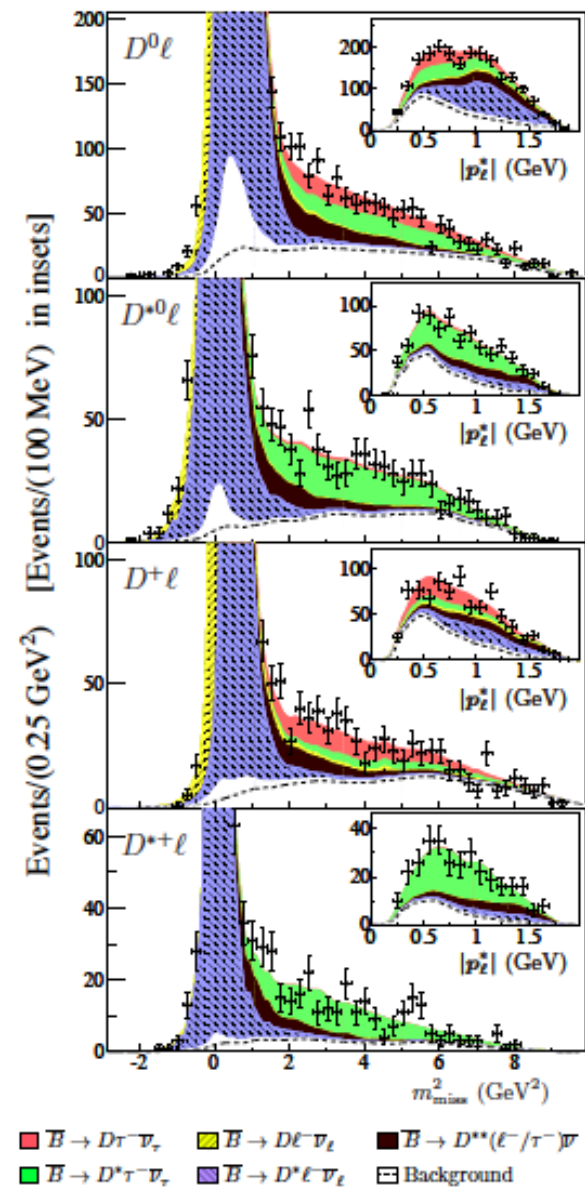 Events/(0.25 GeV²) [Events/(100 MeV) in insets]
D⁰ℓ
200
150
100
50
0
200
100
0
0 0.5 1 1.5
|p*ℓ| (GeV)
D*⁰ℓ
100
50
0
100
50
0
0 0.5 1 1.5
|p*ℓ| (GeV)
D⁺ℓ
100
50
0
100
50
0
0 0.5 1 1.5
|p*ℓ| (GeV)
D*⁺ℓ
60
40
20
0
40
20
0
0 0.5 1 1.5
|p*ℓ| (GeV)
-2 0 2 4 6 8
m²miss (GeV²)
B̅ → Dτ⁻ν̅τ B̅ → Dℓ⁻ν̅ℓ B̅ → D**(ℓ⁻/τ⁻)ν̅
B̅ → D*τ⁻ν̅τ B̅ → D*ℓ⁻ν̅ℓ Background